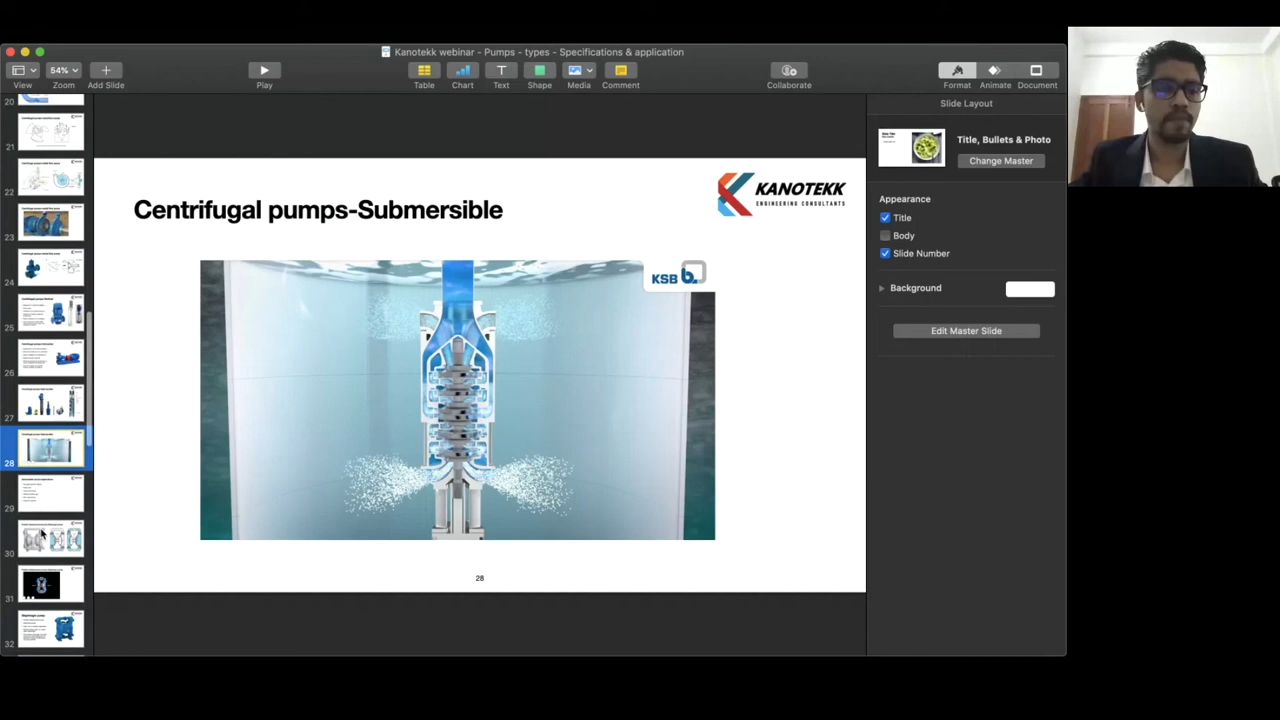 Kanotekk webinar - Pumps - types - Specifications & application
54%
View
Zoom
Add Slide
Play
Table
Chart
Text
Shape
Media
Comment
Collaborate
Format
Animate
Document
20
21
22
23
24
25
26
27
28
29
30
31
32
Centrifugal pumps-Submersible
KANOTEKK
ENGINEERING CONSULTANTS
KSB b.
28
Slide Layout
Title, Bullets & Photo
Change Master
Appearance
Title
Body
Slide Number
Background
Edit Master Slide